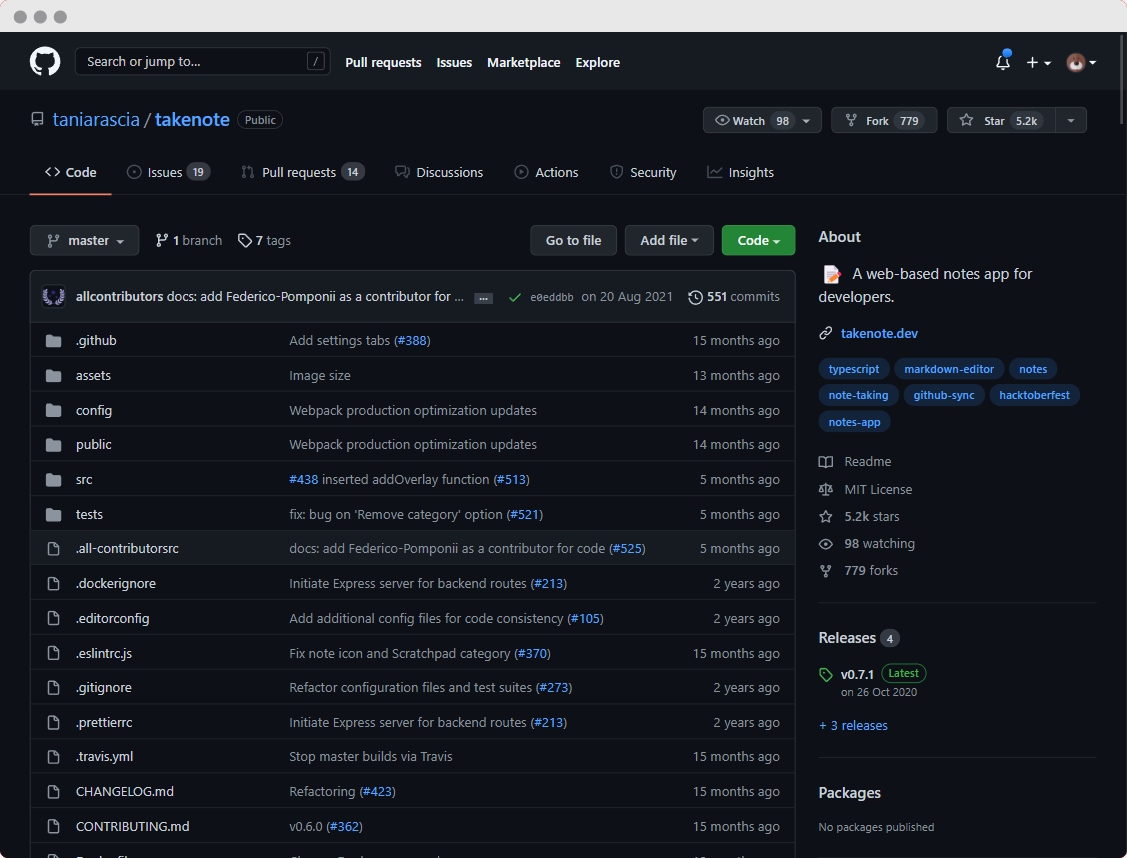 Search or jump to... /
Pull requests Issues Marketplace Explore
taniarascia / takenote Public
Watch 98 Fork 779 Star 5.2k
Code Issues 19 Pull requests 14 Discussions Actions Security Insights
master 1 branch 7 tags Go to file Add file Code
allcontributors docs: add Federico-Pomponii as a contributor for ... ... e0eddbb on 20 Aug 2021 551 commits
.github Add settings tabs (#388) 15 months ago
assets Image size 13 months ago
config Webpack production optimization updates 14 months ago
public Webpack production optimization updates 14 months ago
src #438 inserted addOverlay function (#513) 5 months ago
tests fix: bug on 'Remove category' option (#521) 5 months ago
.all-contributorsrc docs: add Federico-Pomponii as a contributor for code (#525) 5 months ago
.dockerignore Initiate Express server for backend routes (#213) 2 years ago
.editorconfig Add additional config files for code consistency (#105) 2 years ago
.eslintrc.js Fix note icon and Scratchpad category (#370) 15 months ago
.gitignore Refactor configuration files and test suites (#273) 2 years ago
.prettierrc Initiate Express server for backend routes (#213) 2 years ago
.travis.yml Stop master builds via Travis 15 months ago
CHANGELOG.md Refactoring (#423) 15 months ago
CONTRIBUTING.md v0.6.0 (#362) 15 months ago
About
📝 A web-based notes app for
developers.
takenote.dev
typescript markdown-editor notes
note-taking github-sync hacktoberfest
notes-app
Readme
MIT License
5.2k stars
98 watching
779 forks
Releases 4
v0.7.1 Latest
on 26 Oct 2020
+ 3 releases
Packages
No packages published